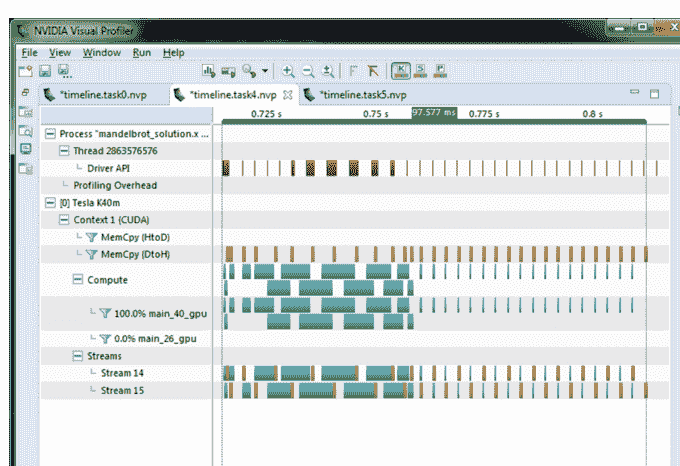 NVIDIA Visual Profiler
File View Window Run Help
*timeline.task0.nvp *timeline.task4.nvp *timeline.task5.nvp
0.725 s 0.75 s 97.577 ms 0.775 s 0.8 s
Process "mandelbrot_solution.x ...
Thread 2863576576
Driver API
Profiling Overhead
[0] Tesla K40m
Context 1 (CUDA)
MemCpy (HtoD)
MemCpy (DtoH)
Compute
100.0% main_40_gpu
0.0% main_26_gpu
Streams
Stream 14
Stream 15